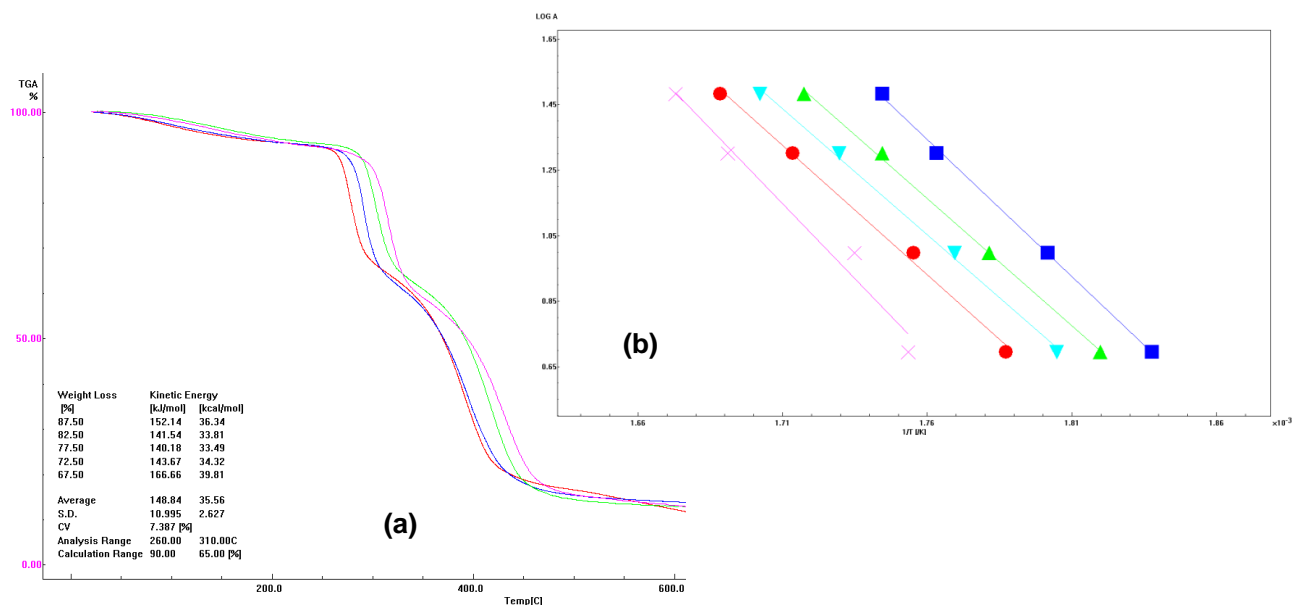 TGA
%
100.00
50.00
0.00
Weight Loss Kinetic Energy
[%] [kJ/mol] [kcal/mol]
87.50 152.14 36.34
82.50 141.54 33.81
77.50 140.18 33.49
72.50 143.67 34.32
67.50 166.66 39.81
Average 148.84 35.56
S.D. 10.995 2.627
CV 7.387 [%]
Analysis Range 260.00 310.00C
Calculation Range 90.00 65.00 [%]
(a)
200.0 400.0 600.0
Temp[C]
LOG A
1.65
1.45
1.25
1.05
0.85
0.65
(b)
1.66 1.71 1.76 1.81 1.86 ×10⁻³
1/T [/K]